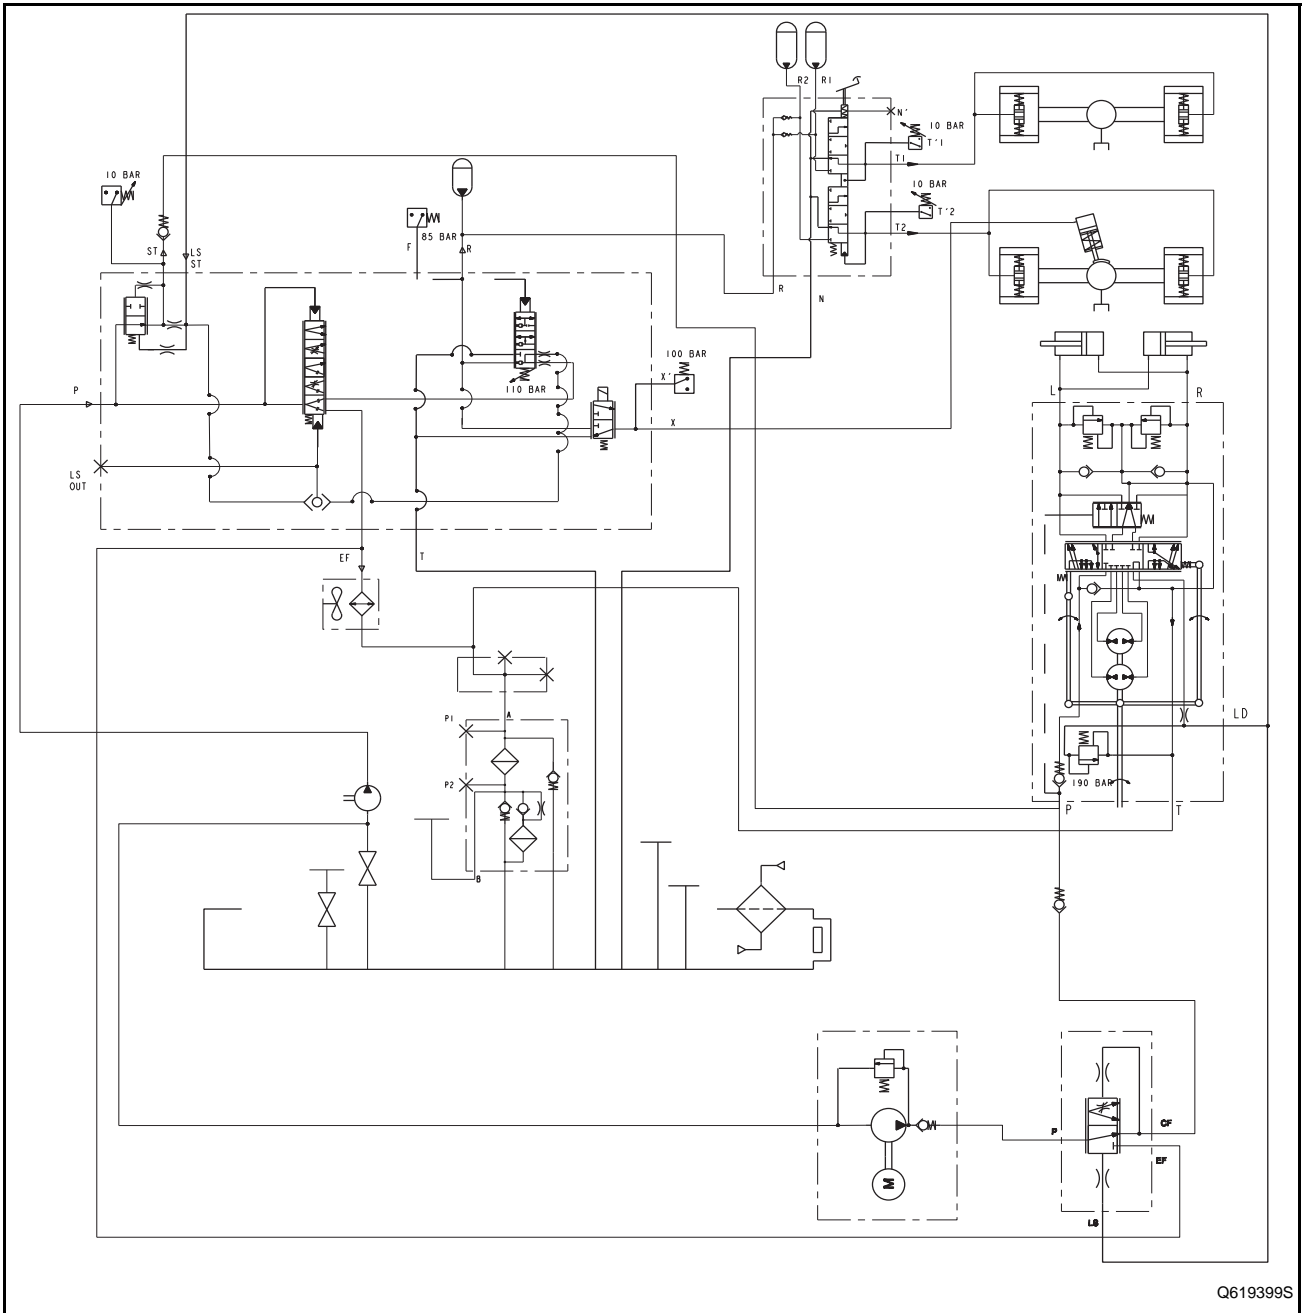 R2 R1
N'
10 BAR
T'1
T1
10 BAR
T'2
T2
10 BAR
85 BAR
F
R
ST
LS
ST
R
N
100 BAR
X'
110 BAR
X
P
LS
OUT
L
R
EF
T
LD
190 BAR
P
T
P1
A
P2
B
P
CF
EF
M
LS
Q619399S